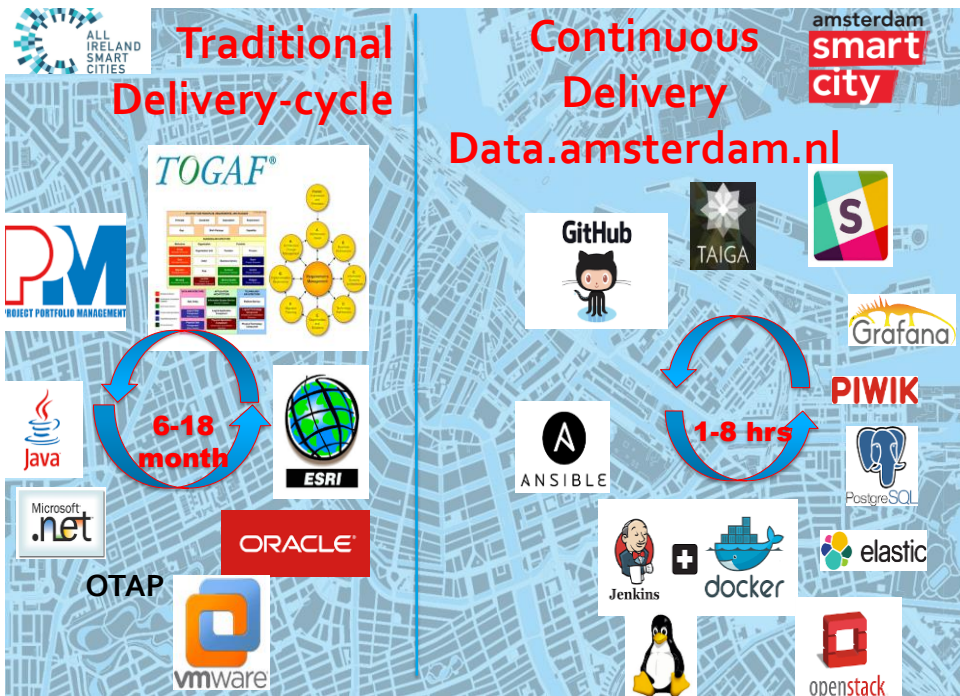 ALL
IRELAND
SMART
CITIES
Traditional
Delivery-cycle
TOGAF®
PM
PROJECT PORTFOLIO MANAGEMENT
6-18
month
Java
ESRI
Microsoft
.net
ORACLE
OTAP
vmware
Continuous
Delivery
Data.amsterdam.nl
amsterdam
smart
city
GitHub
TAIGA
S
Grafana
PIWIK
1-8 hrs
ANSIBLE
PostgreSQL
Jenkins
docker
elastic
openstack